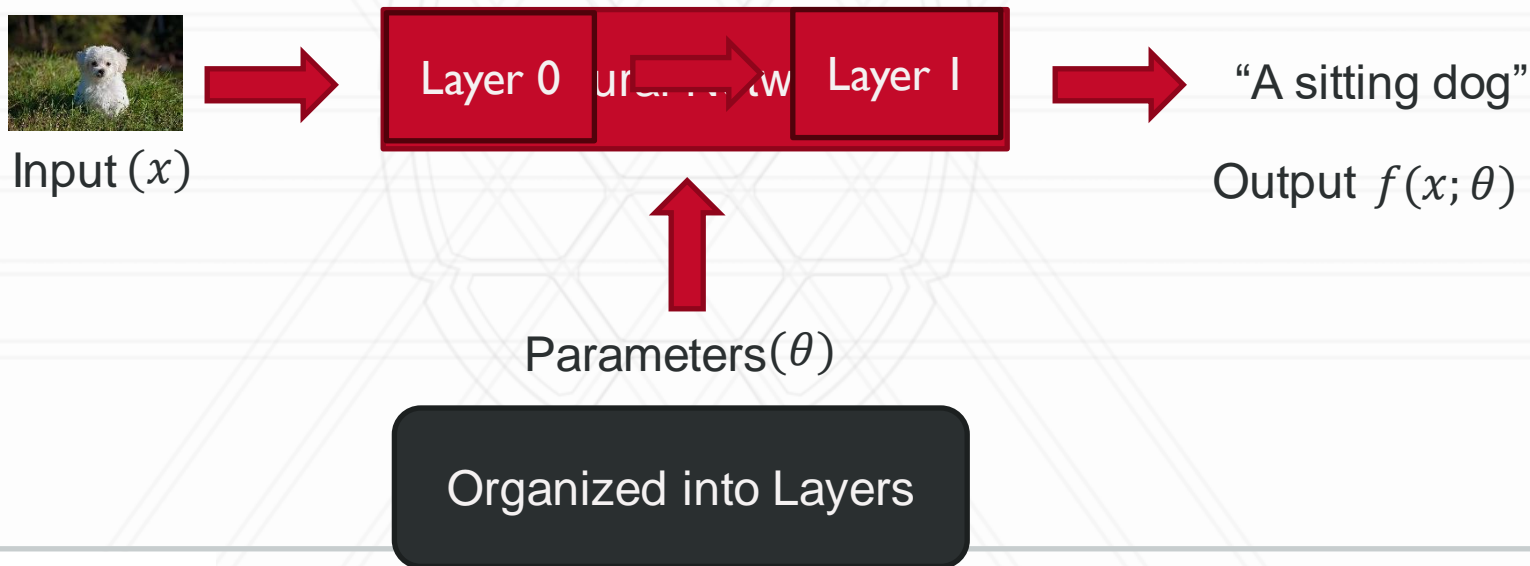 Layer 0
Layer 1
“A sitting dog”
Input (x)
Output f(x; θ)
Parameters(θ)
Organized into Layers